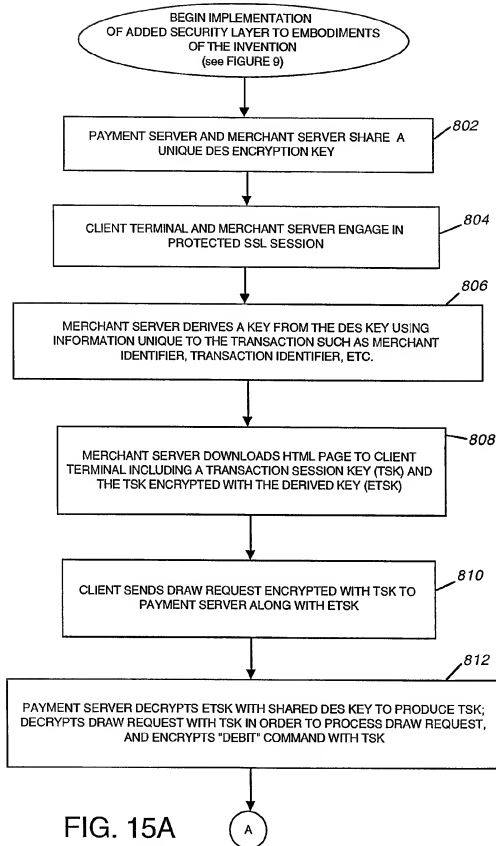 BEGIN IMPLEMENTATION
OF ADDED SECURITY LAYER TO EMBODIMENTS
OF THE INVENTION
(see FIGURE 9)
802
PAYMENT SERVER AND MERCHANT SERVER SHARE A
UNIQUE DES ENCRYPTION KEY
804
CLIENT TERMINAL AND MERCHANT SERVER ENGAGE IN
PROTECTED SSL SESSION
806
MERCHANT SERVER DERIVES A KEY FROM THE DES KEY USING
INFORMATION UNIQUE TO THE TRANSACTION SUCH AS MERCHANT
IDENTIFIER, TRANSACTION IDENTIFIER, ETC.
808
MERCHANT SERVER DOWNLOADS HTML PAGE TO CLIENT
TERMINAL INCLUDING A TRANSACTION SESSION KEY (TSK) AND
THE TSK ENCRYPTED WITH THE DERIVED KEY (ETSK)
810
CLIENT SENDS DRAW REQUEST ENCRYPTED WITH TSK TO
PAYMENT SERVER ALONG WITH ETSK
812
PAYMENT SERVER DECRYPTS ETSK WITH SHARED DES KEY TO PRODUCE TSK;
DECRYPTS DRAW REQUEST WITH TSK IN ORDER TO PROCESS DRAW REQUEST,
AND ENCRYPTS "DEBIT" COMMAND WITH TSK
FIG. 15A
A